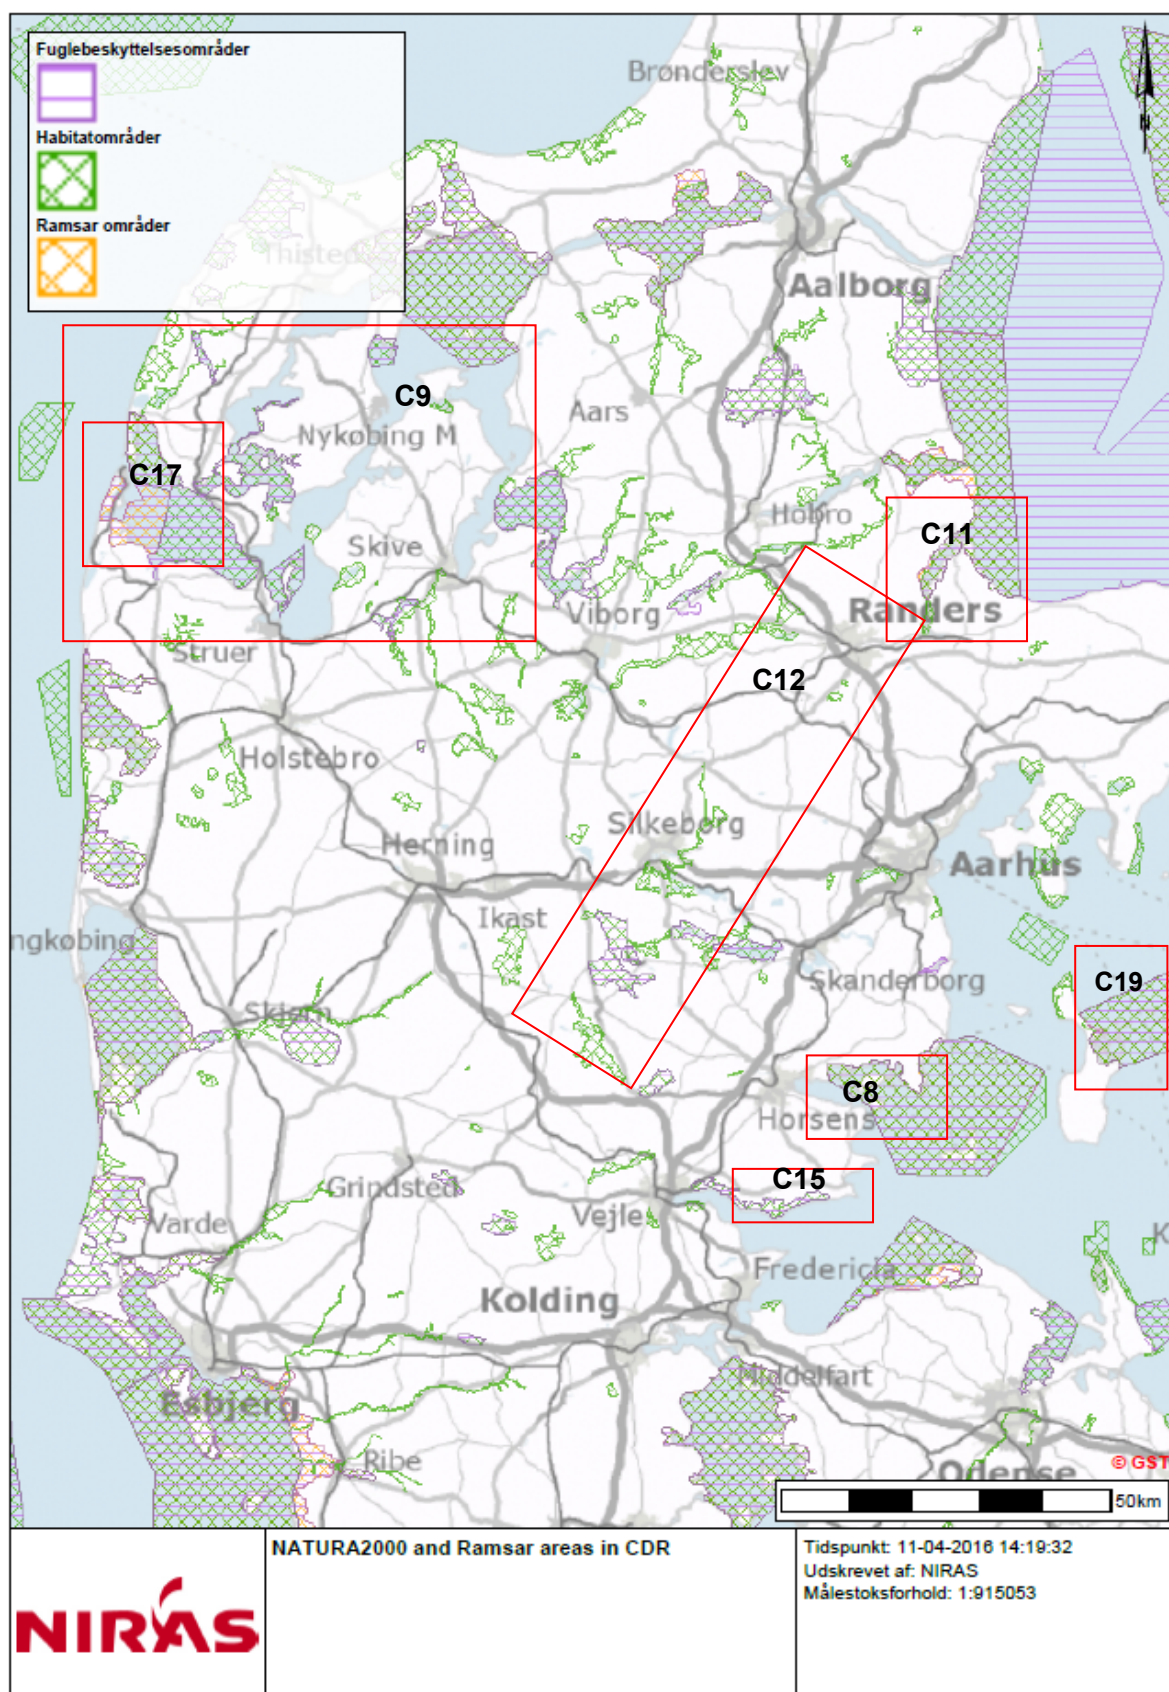 Fuglebeskyttelsesområder
Habitatområder
Ramsar områder
Brønderslev
N
Thisted
Aalborg
C9
Nykøbing M
Aars
C17
Hobro
C11
Skive
Viborg
Randers
Struer
C12
Holstebro
Silkeborg
Herning
Aarhus
Ikast
ngkøbing
Skanderborg
C19
Skjern
C8
Horsens
C15
Grindsted
Vejle
Varde
K
Fredericia
Kolding
Middelfart
Esbjerg
Ribe
Odense
© GST
50km
NATURA2000 and Ramsar areas in CDR
Tidspunkt: 11-04-2016 14:19:32
Udskrevet af: NIRAS
Målestoksforhold: 1:915053
NIRAS